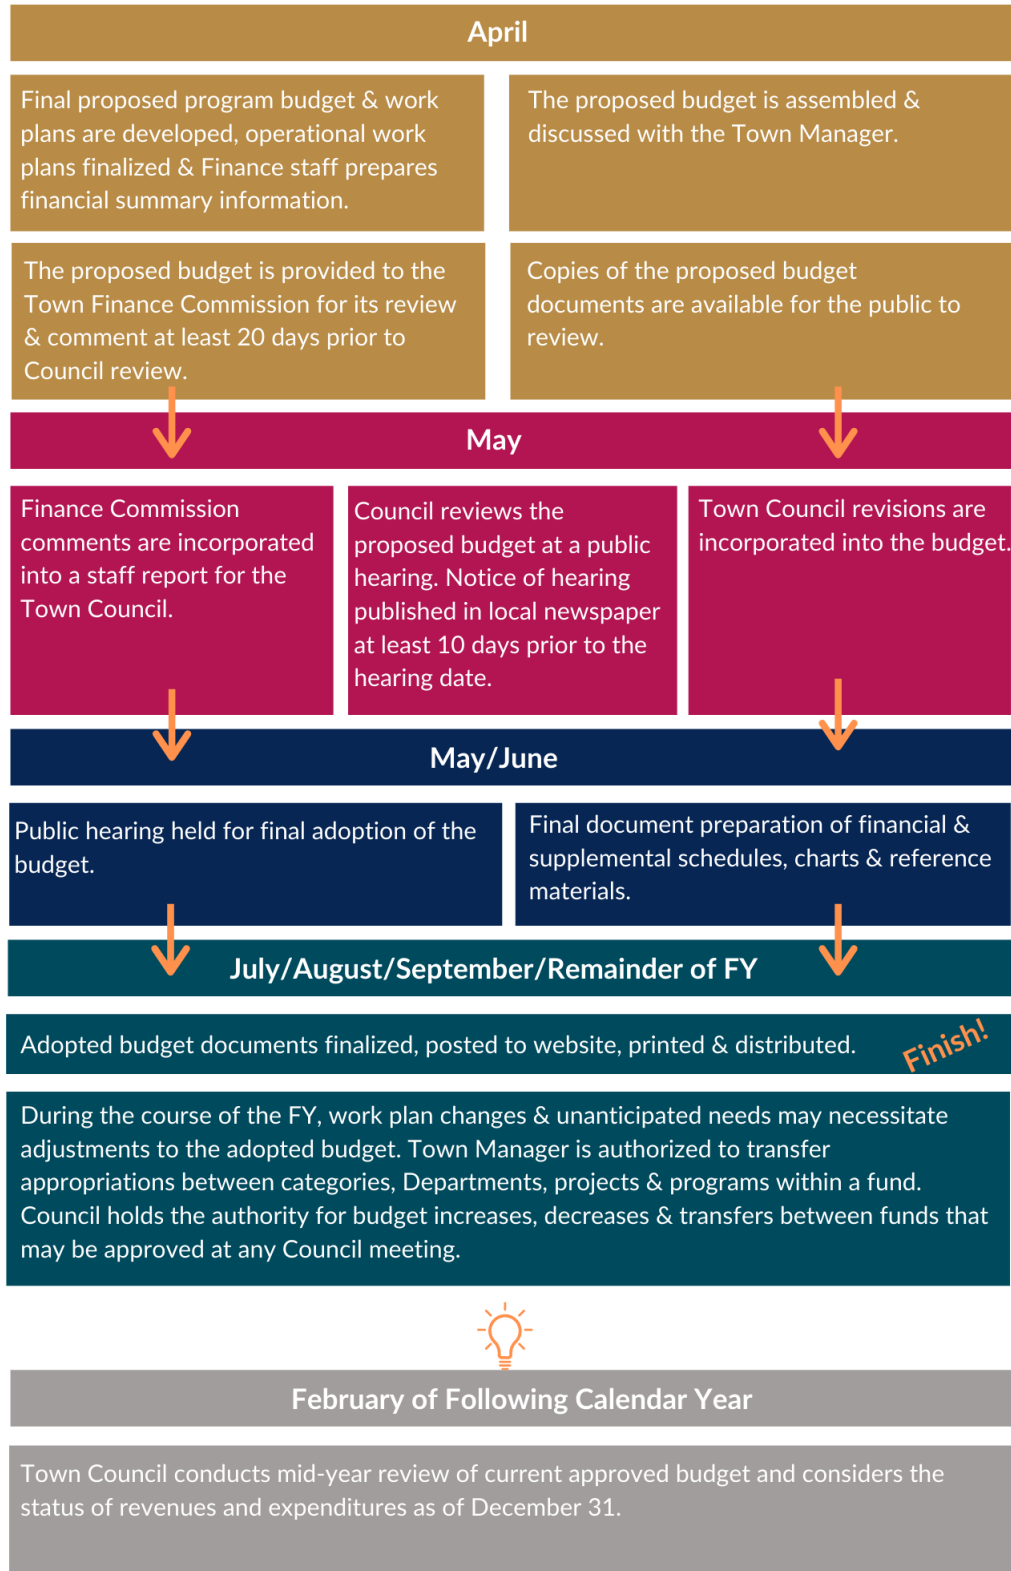 April
Final proposed program budget & work
plans are developed, operational work
plans finalized & Finance staff prepares
financial summary information.
The proposed budget is assembled &
discussed with the Town Manager.
The proposed budget is provided to the
Town Finance Commission for its review
& comment at least 20 days prior to
Council review.
Copies of the proposed budget
documents are available for the public to
review.
May
Finance Commission
comments are incorporated
into a staff report for the
Town Council.
Council reviews the
proposed budget at a public
hearing. Notice of hearing
published in local newspaper
at least 10 days prior to the
hearing date.
Town Council revisions are
incorporated into the budget.
May/June
Public hearing held for final adoption of the
budget.
Final document preparation of financial &
supplemental schedules, charts & reference
materials.
July/August/September/Remainder of FY
Adopted budget documents finalized, posted to website, printed & distributed.
Finish!
During the course of the FY, work plan changes & unanticipated needs may necessitate
adjustments to the adopted budget. Town Manager is authorized to transfer
appropriations between categories, Departments, projects & programs within a fund.
Council holds the authority for budget increases, decreases & transfers between funds that
may be approved at any Council meeting.
February of Following Calendar Year
Town Council conducts mid-year review of current approved budget and considers the
status of revenues and expenditures as of December 31.